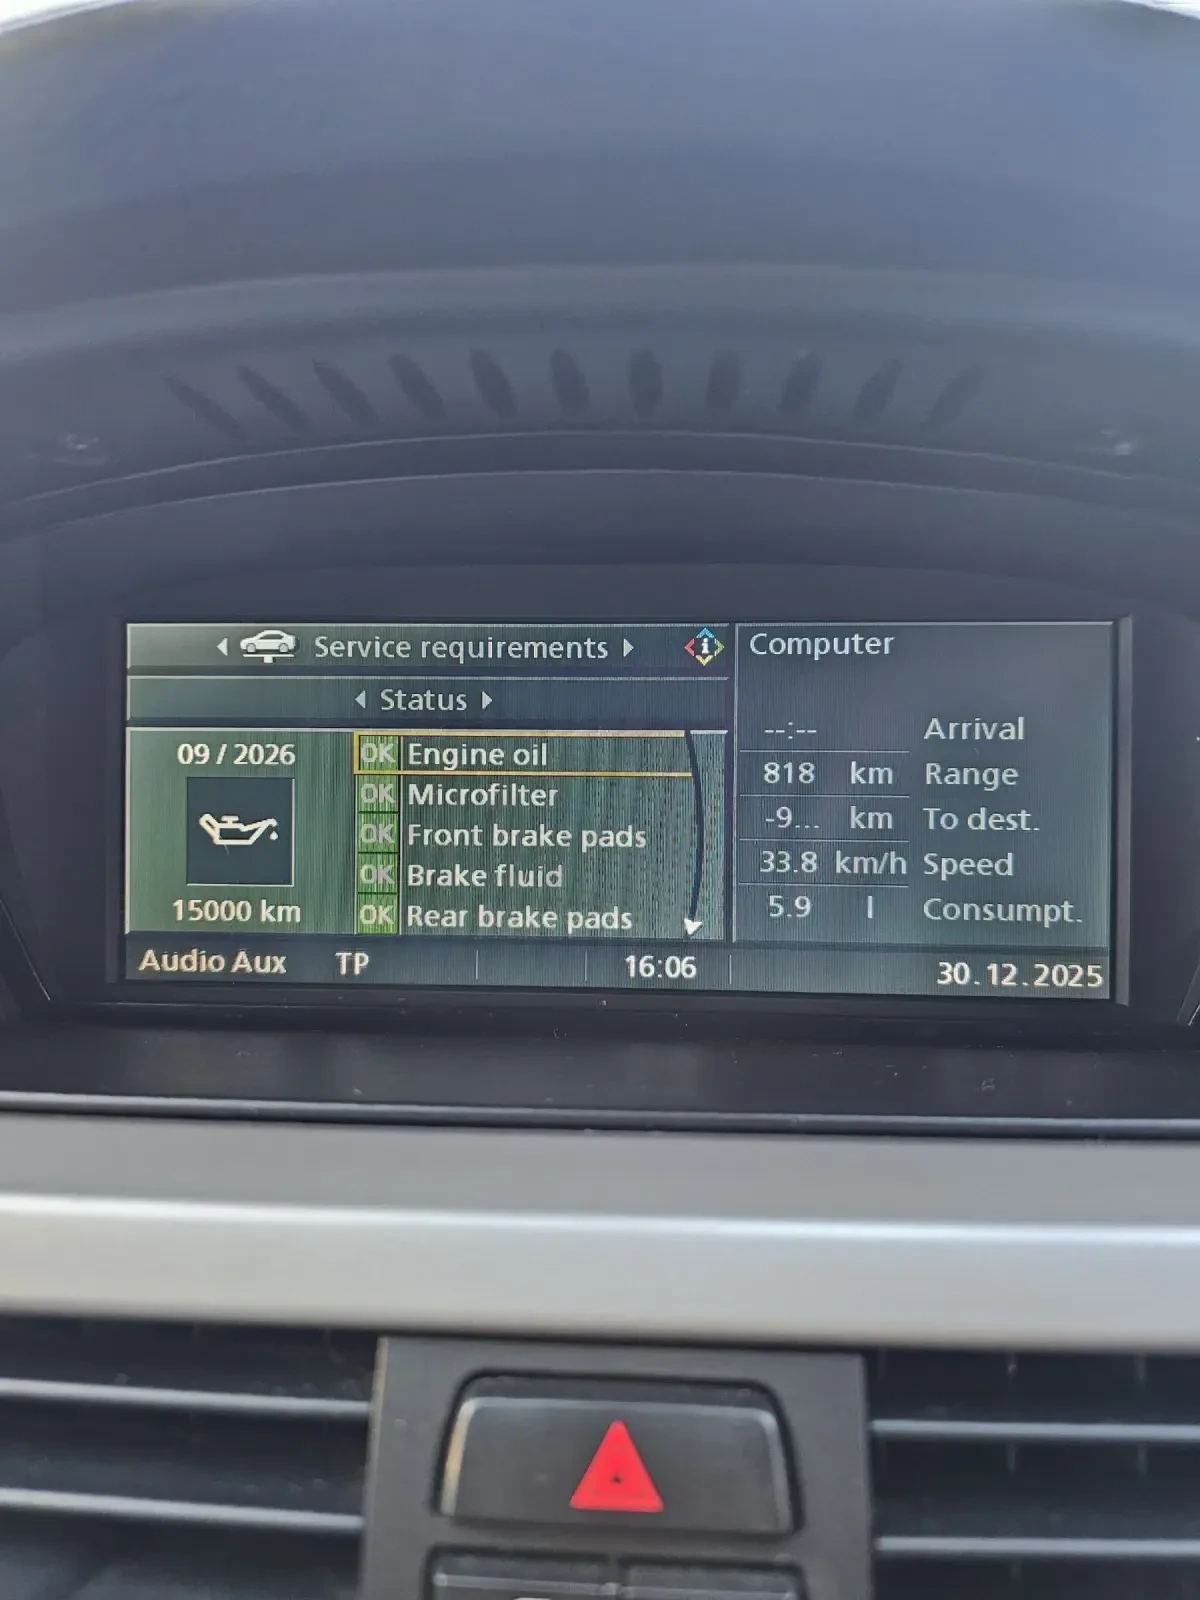 Service requirements
Status
09 / 2026
15000 km
OK Engine oil
OK Microfilter
OK Front brake pads
OK Brake fluid
OK Rear brake pads
Computer
--:-- Arrival
818 km Range
-9... km To dest.
33.8 km/h Speed
5.9 l Consumpt.
Audio Aux TP 16:06 30.12.2025